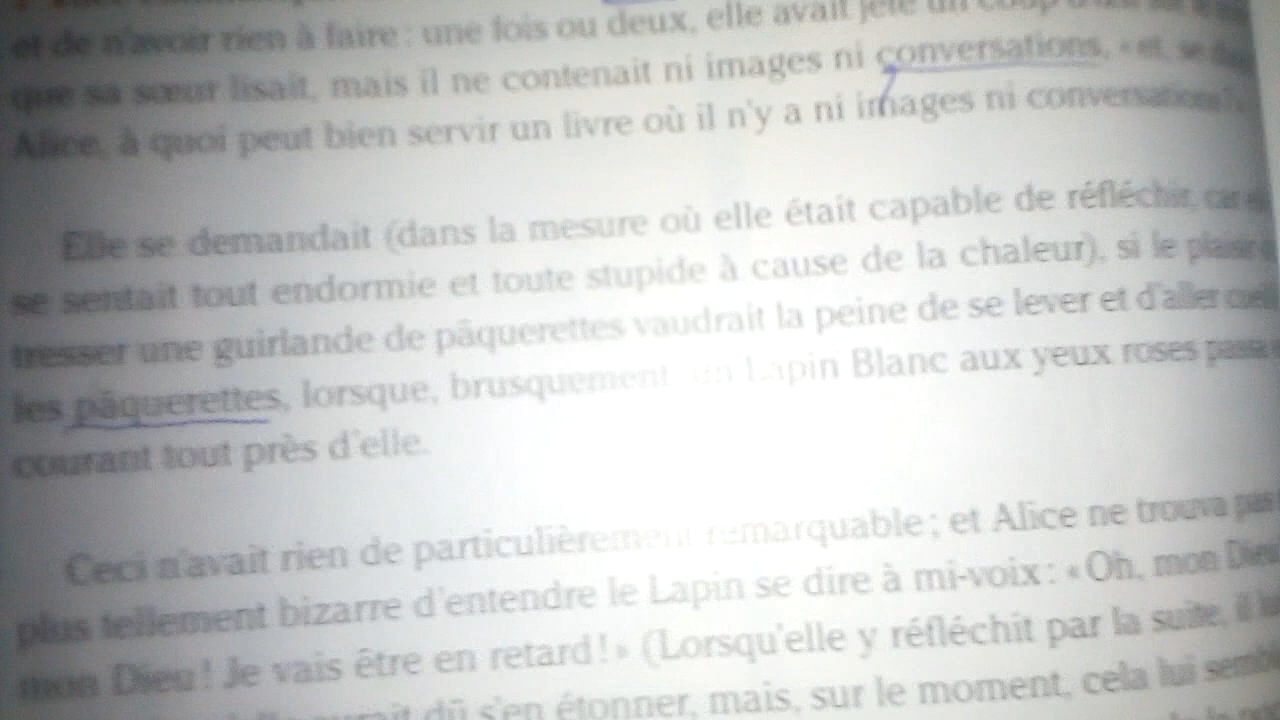 et de n'avoir rien à faire : une fois ou deux, elle avait jeté un coup
que sa sœur lisait, mais il ne contenait ni images ni conversations, « et, se
Alice, à quoi peut bien servir un livre où il n'y a ni images ni conversations
Elle se demandait (dans la mesure où elle était capable de réfléchir, car
se sentait tout endormie et toute stupide à cause de la chaleur), si le plaisir
tresser une guirlande de pâquerettes vaudrait la peine de se lever et d'aller
les pâquerettes, lorsque, brusquement un Lapin Blanc aux yeux roses passa
courant tout près d'elle.
Ceci n'avait rien de particulièrement remarquable ; et Alice ne trouva pas
plus tellement bizarre d'entendre le Lapin se dire à mi-voix : « Oh, mon Dieu
mon Dieu ! Je vais être en retard ! » (Lorsqu'elle y réfléchit par la suite, il
dû s'en étonner, mais, sur le moment, cela lui